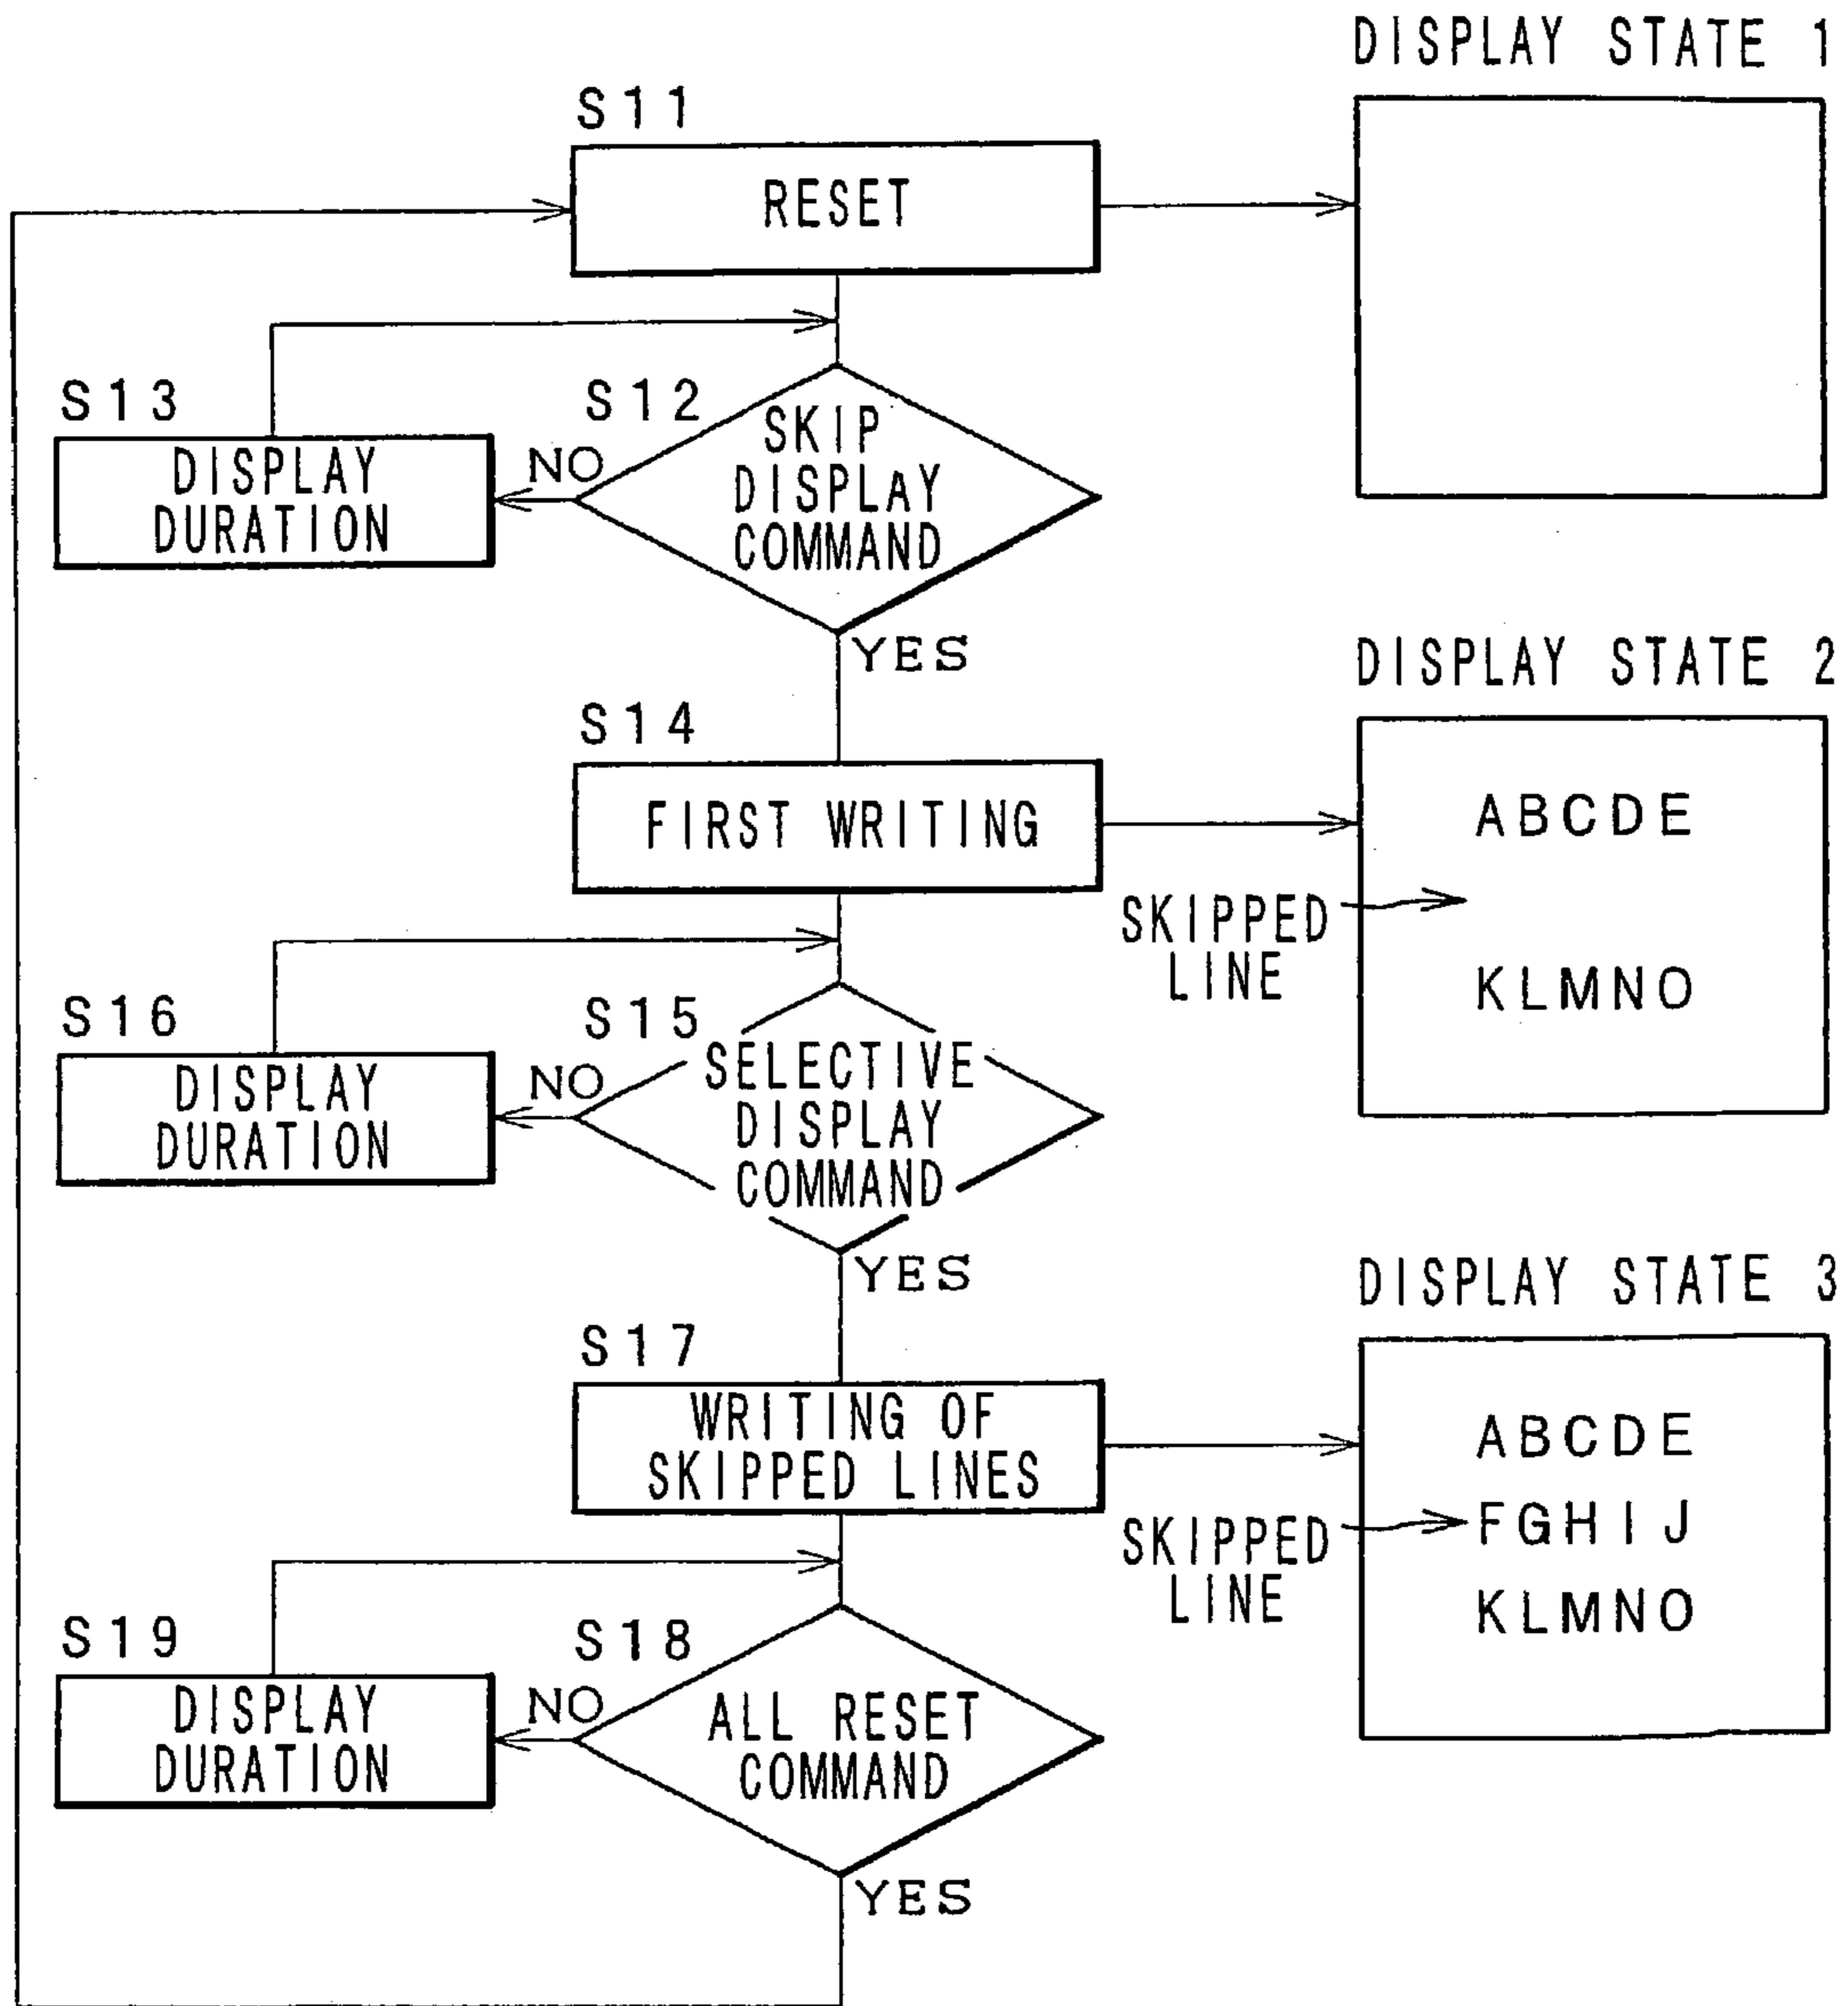 DISPLAY STATE 1
S11
RESET
S13
S12
SKIP
DISPLAY
COMMAND
NO
DISPLAY
DURATION
YES
DISPLAY STATE 2
S14
FIRST WRITING
ABCDE
SKIPPED
LINE
KLMNO
S16
S15
SELECTIVE
DISPLAY
COMMAND
NO
DISPLAY
DURATION
YES
DISPLAY STATE 3
S17
WRITING OF
SKIPPED LINES
ABCDE
SKIPPED
LINE
FGHIJ
KLMNO
S19
S18
ALL RESET
COMMAND
NO
DISPLAY
DURATION
YES